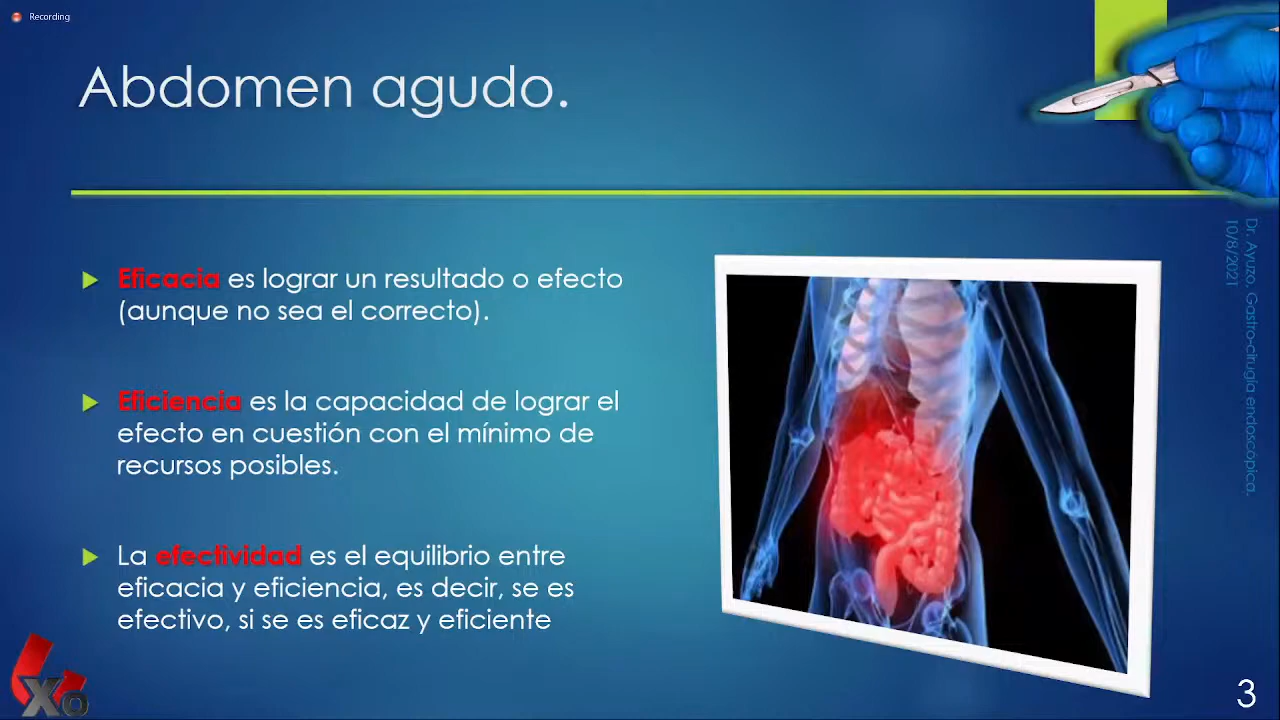 Recording
Abdomen agudo.
Eficacia es lograr un resultado o efecto
(aunque no sea el correcto).
Eficiencia es la capacidad de lograr el
efecto en cuestión con el mínimo de
recursos posibles.
La efectividad es el equilibrio entre
eficacia y eficiencia, es decir, se es
efectivo, si se es eficaz y eficiente
Dr. Ayuzo, Gastro-cirugía endoscópica.
10/8/2021
Xo
3